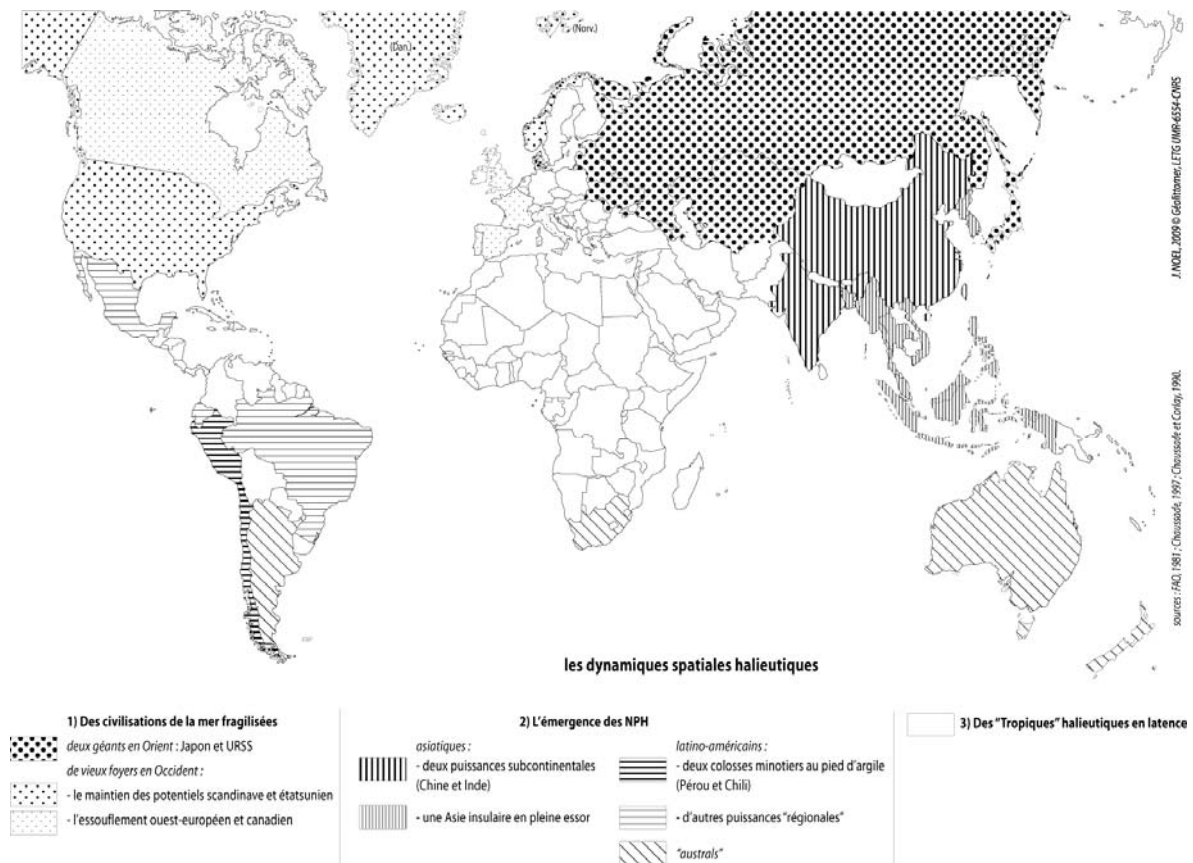 (Dan.)
(Norv.)
J.NOEL, 2009 © Géolittomer, LETG UMR-6554-CNRS
sources : FAO, 1981 ; Chaussade, 1997 ; Chaussade et Corlay, 1990.
les dynamiques spatiales halieutiques
1) Des civilisations de la mer fragilisées
deux géants en Orient : Japon et URSS
de vieux foyers en Occident :
- le maintien des potentiels scandinave et étatsunien
- l'essouflement ouest-européen et canadien
2) L'émergence des NPH
asiatiques :
- deux puissances subcontinentales
(Chine et Inde)
- une Asie insulaire en pleine essor
latino-américains :
- deux colosses minotiers au pied d'argile
(Pérou et Chili)
- d'autres puissances "régionales"
"australs"
3) Des "Tropiques" halieutiques en latence